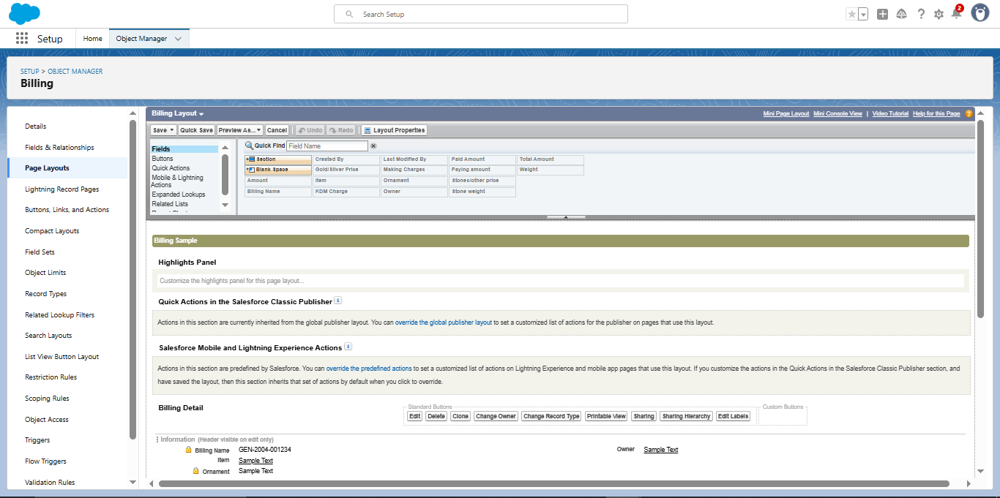 Search Setup
2
Setup
Home
Object Manager
SETUP > OBJECT MANAGER
Billing
Details
Fields & Relationships
Page Layouts
Lightning Record Pages
Buttons, Links, and Actions
Compact Layouts
Field Sets
Object Limits
Record Types
Related Lookup Filters
Search Layouts
List View Button Layout
Restriction Rules
Scoping Rules
Object Access
Triggers
Flow Triggers
Validation Rules
Billing Layout
Mini Page Layout Mini Console View | Video Tutorial Help for this Page ?
Save Quick Save Preview As... Cancel Undo Redo Layout Properties
Fields
Buttons
Quick Actions
Mobile & Lightning
Actions
Expanded Lookups
Related Lists
Quick Find Field Name
Section Created By Last Modified By Paid Amount Total Amount
Blank Space Gold/Silver Price Making Charges Paying amount Weight
Amount Item Ornament Stones/other price
Billing Name KDM Charge Owner Stone weight
Billing Sample
Highlights Panel
Customize the highlights panel for this page layout...
Quick Actions in the Salesforce Classic Publisher i
Actions in this section are currently inherited from the global publisher layout. You can override the global publisher layout to set a customized list of actions for the publisher on pages that use this layout.
Salesforce Mobile and Lightning Experience Actions i
Actions in this section are predefined by Salesforce. You can override the predefined actions to set a customized list of actions on Lightning Experience and mobile app pages that use this layout. If you customize the actions in the Quick Actions in the Salesforce Classic Publisher section, and
have saved the layout, then this section inherits that set of actions by default when you click to override.
Billing Detail
Standard Buttons
Edit Delete Clone Change Owner Change Record Type Printable View Sharing Sharing Hierarchy Edit Labels
Custom Buttons
Information (Header visible on edit only)
Billing Name GEN-2004-001234
Owner Sample Text
Item Sample Text
Ornament Sample Text